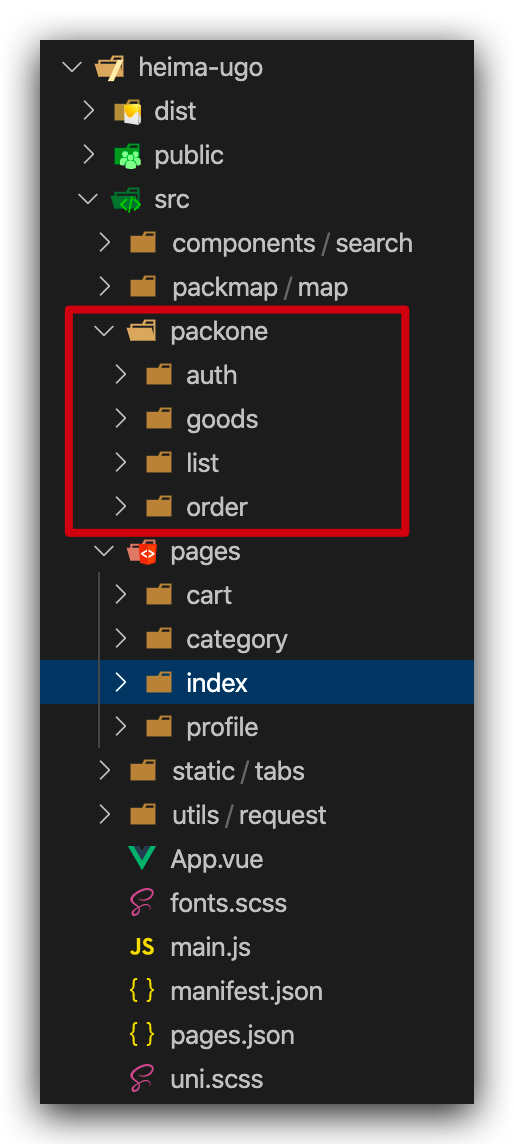 heima-ugo
dist
public
src
components / search
packmap / map
packone
auth
goods
list
order
pages
cart
category
index
profile
static / tabs
utils / request
App.vue
fonts.scss
JS main.js
{ } manifest.json
{ } pages.json
uni.scss